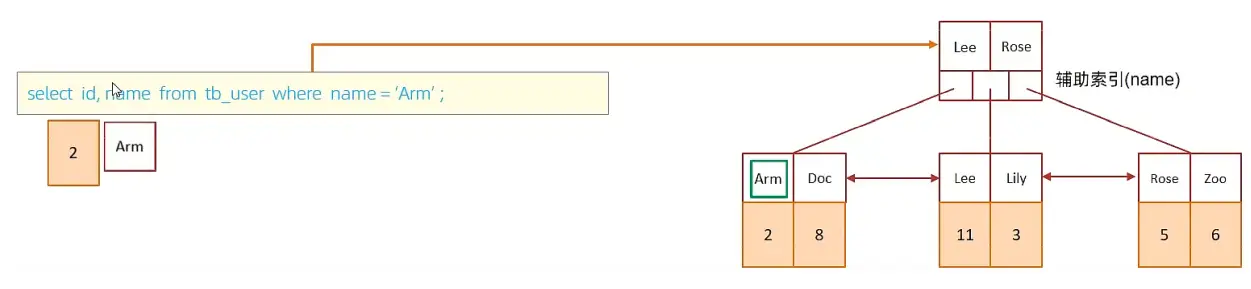 Lee Rose
辅助索引(name)
select id, name from tb_user where name = 'Arm' ;
2 Arm
Arm Doc Lee Lily Rose Zoo
2 8 11 3 5 6